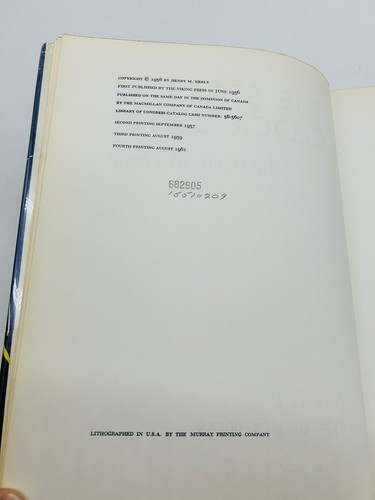 COPYRIGHT © 1956 BY HENRY M. NEELY
FIRST PUBLISHED BY THE VIKING PRESS IN JUNE 1956
PUBLISHED ON THE SAME DAY IN THE DOMINION OF CANADA
BY THE MACMILLAN COMPANY OF CANADA LIMITED
LIBRARY OF CONGRESS CATALOG CARD NUMBER: 56-5607
SECOND PRINTING SEPTEMBER 1957
THIRD PRINTING AUGUST 1959
FOURTH PRINTING AUGUST 1961
682905
15510209
LITHOGRAPHED IN U.S.A. BY THE MURRAY PRINTING COMPANY